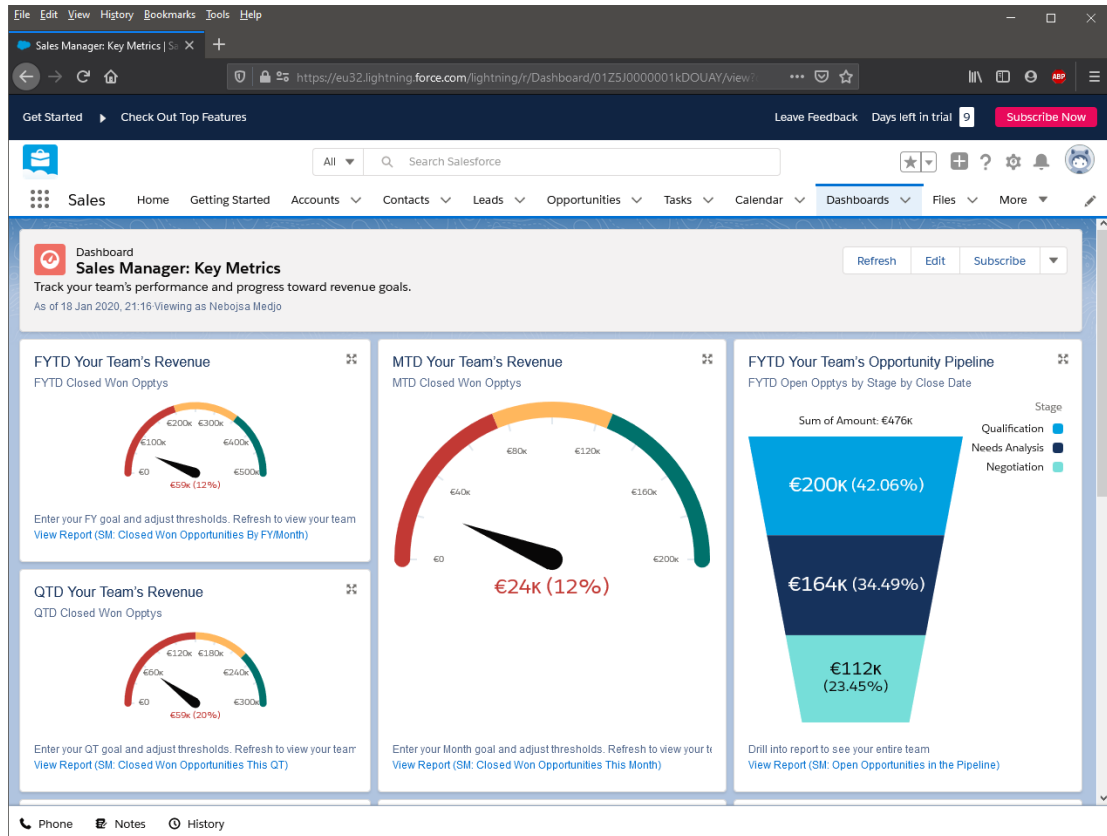 File Edit View History Bookmarks Tools Help
Sales Manager: Key Metrics | Sa
https://eu32.lightning.force.com/lightning/r/Dashboard/01Z5J0000001kDOUAY/view?
ABP
Get Started Check Out Top Features Leave Feedback Days left in trial 9 Subscribe Now
All Search Salesforce
Sales Home Getting Started Accounts Contacts Leads Opportunities Tasks Calendar Dashboards Files More
Dashboard
Sales Manager: Key Metrics
Refresh Edit Subscribe
Track your team's performance and progress toward revenue goals.
As of 18 Jan 2020, 21:16·Viewing as Nebojsa Medjo
FYTD Your Team's Revenue
FYTD Closed Won Opptys
€200K €300K
€100K €400K
€0 €500K
€59K (12%)
Enter your FY goal and adjust thresholds. Refresh to view your team
View Report (SM: Closed Won Opportunities By FY/Month)
QTD Your Team's Revenue
QTD Closed Won Opptys
€120K €180K
€60K €240K
€0 €300K
€59K (20%)
Enter your QT goal and adjust thresholds. Refresh to view your team
View Report (SM: Closed Won Opportunities This QT)
MTD Your Team's Revenue
MTD Closed Won Opptys
€80K €120K
€40K €160K
€0 €200K
€24K (12%)
Enter your Month goal and adjust thresholds. Refresh to view your te
View Report (SM: Closed Won Opportunities This Month)
FYTD Your Team's Opportunity Pipeline
FYTD Open Opptys by Stage by Close Date
Stage
Sum of Amount: €476K
Qualification
Needs Analysis
Negotiation
€200K (42.06%)
€164K (34.49%)
€112K
(23.45%)
Drill into report to see your entire team
View Report (SM: Open Opportunities in the Pipeline)
Phone Notes History